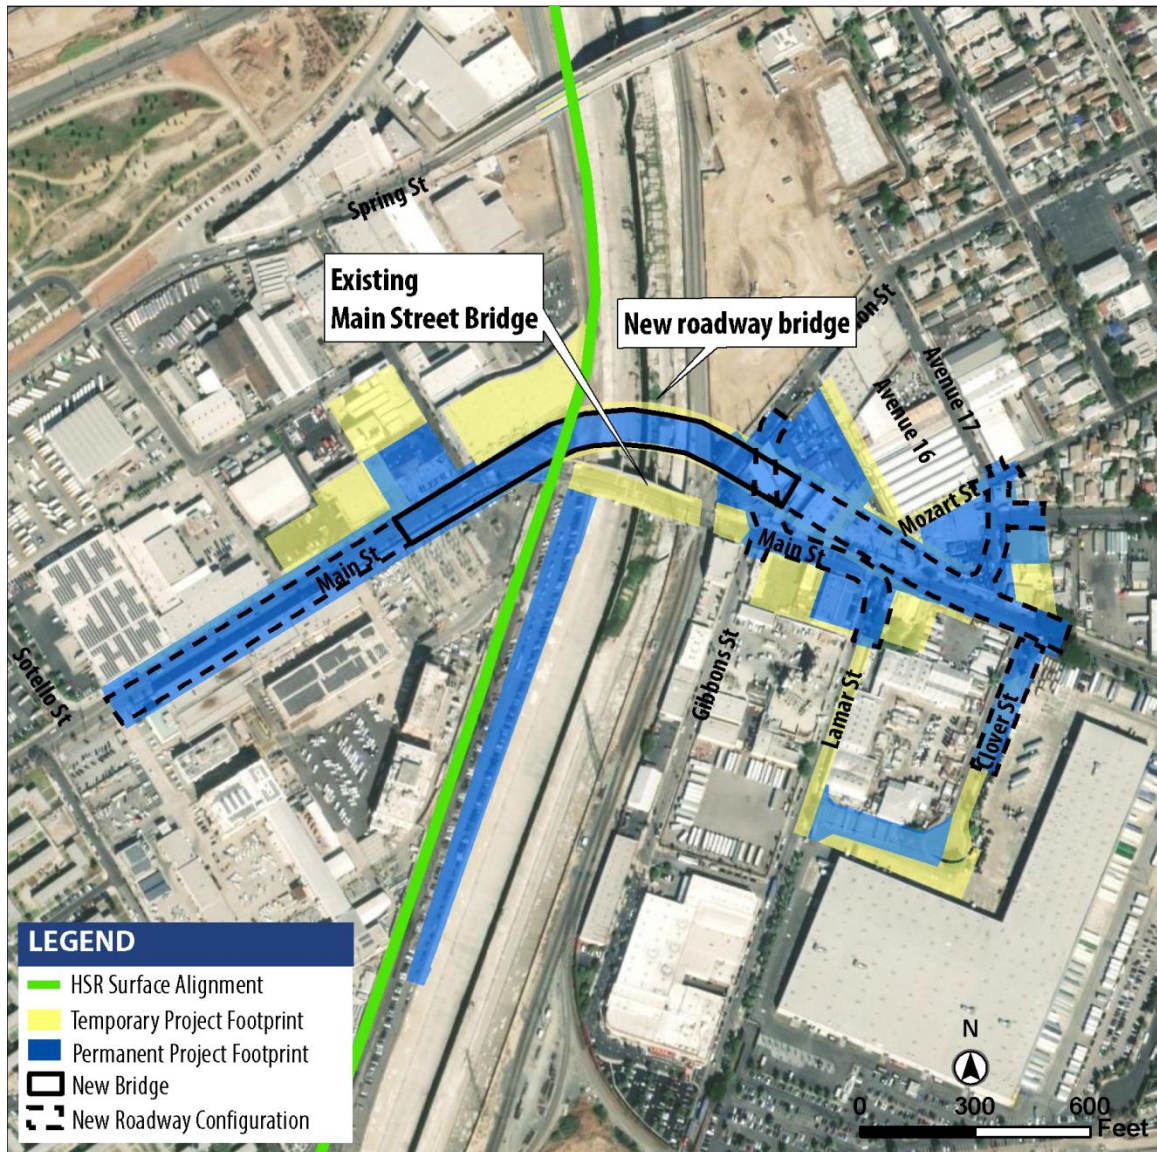 Spring St
Existing
Main Street Bridge
New roadway bridge
on St
Avenue 17
Avenue 16
Mozart St
Main St
Main St
Sotello St
Gibbons St
Lamar St
Clover St
LEGEND
HSR Surface Alignment
Temporary Project Footprint
Permanent Project Footprint
New Bridge
New Roadway Configuration
N
0 300 600
Feet